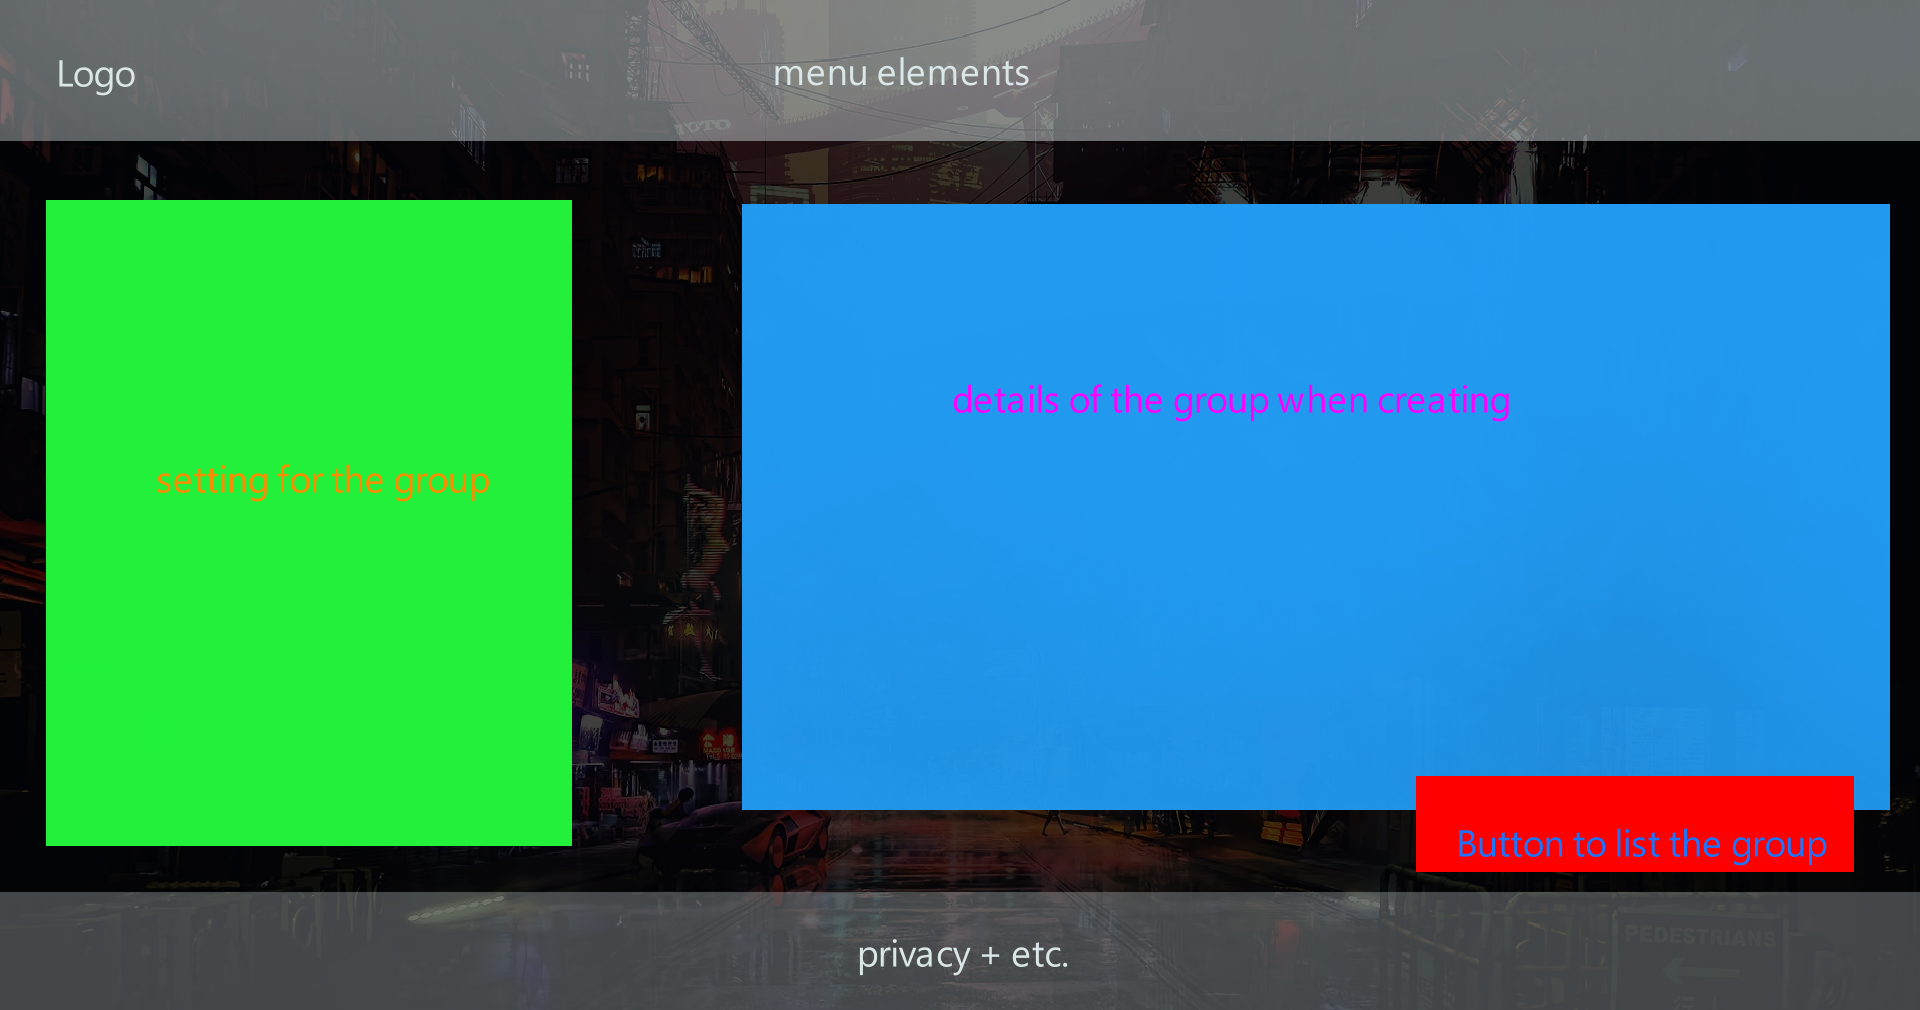 Logo
menu elements
setting for the group
details of the group when creating
Button to list the group
privacy + etc.
PEDESTRIANS